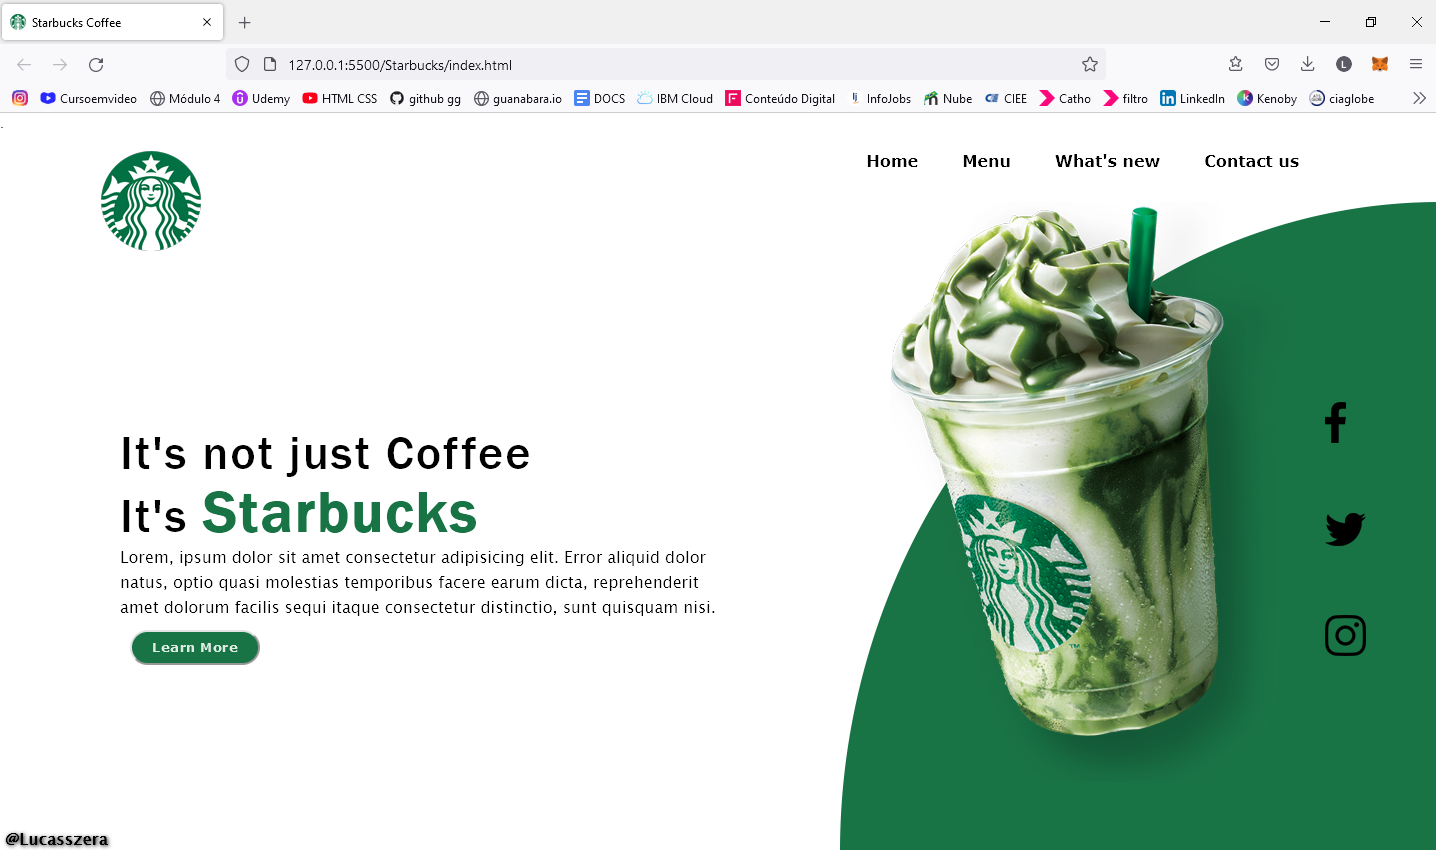 Starbucks Coffee
127.0.0.1:5500/Starbucks/index.html
Cursoemvideo Módulo 4 Udemy HTML CSS github gg guanabara.io DOCS IBM Cloud Conteúdo Digital InfoJobs Nube CIEE Catho filtro LinkedIn Kenoby ciaglobe
Home Menu What's new Contact us
It's not just Coffee
It's Starbucks
Lorem, ipsum dolor sit amet consectetur adipisicing elit. Error aliquid dolor
natus, optio quasi molestias temporibus facere earum dicta, reprehenderit
amet dolorum facilis sequi itaque consectetur distinctio, sunt quisquam nisi.
Learn More
TM
@Lucasszera